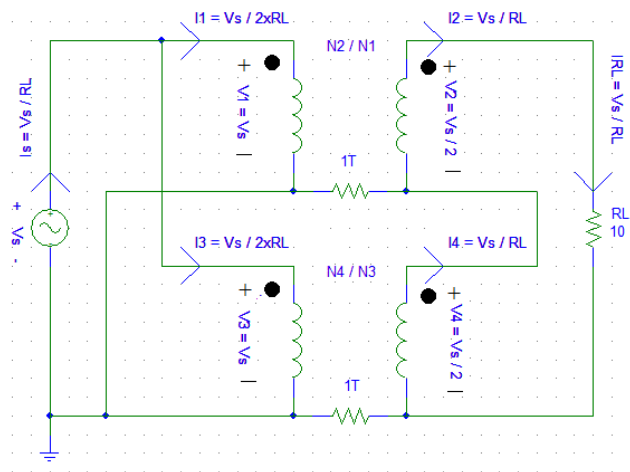 I1 = Vs / 2xRL
N2 / N1
I2 = Vs / RL
Is = Vs / RL
+
V1 = Vs
—
+
V2 = Vs / 2
—
IRL = Vs / RL
1T
+
Vs
-
RL
10
I3 = Vs / 2xRL
N4 / N3
I4 = Vs / RL
+
V3 = Vs
—
+
V4 = Vs / 2
—
1T